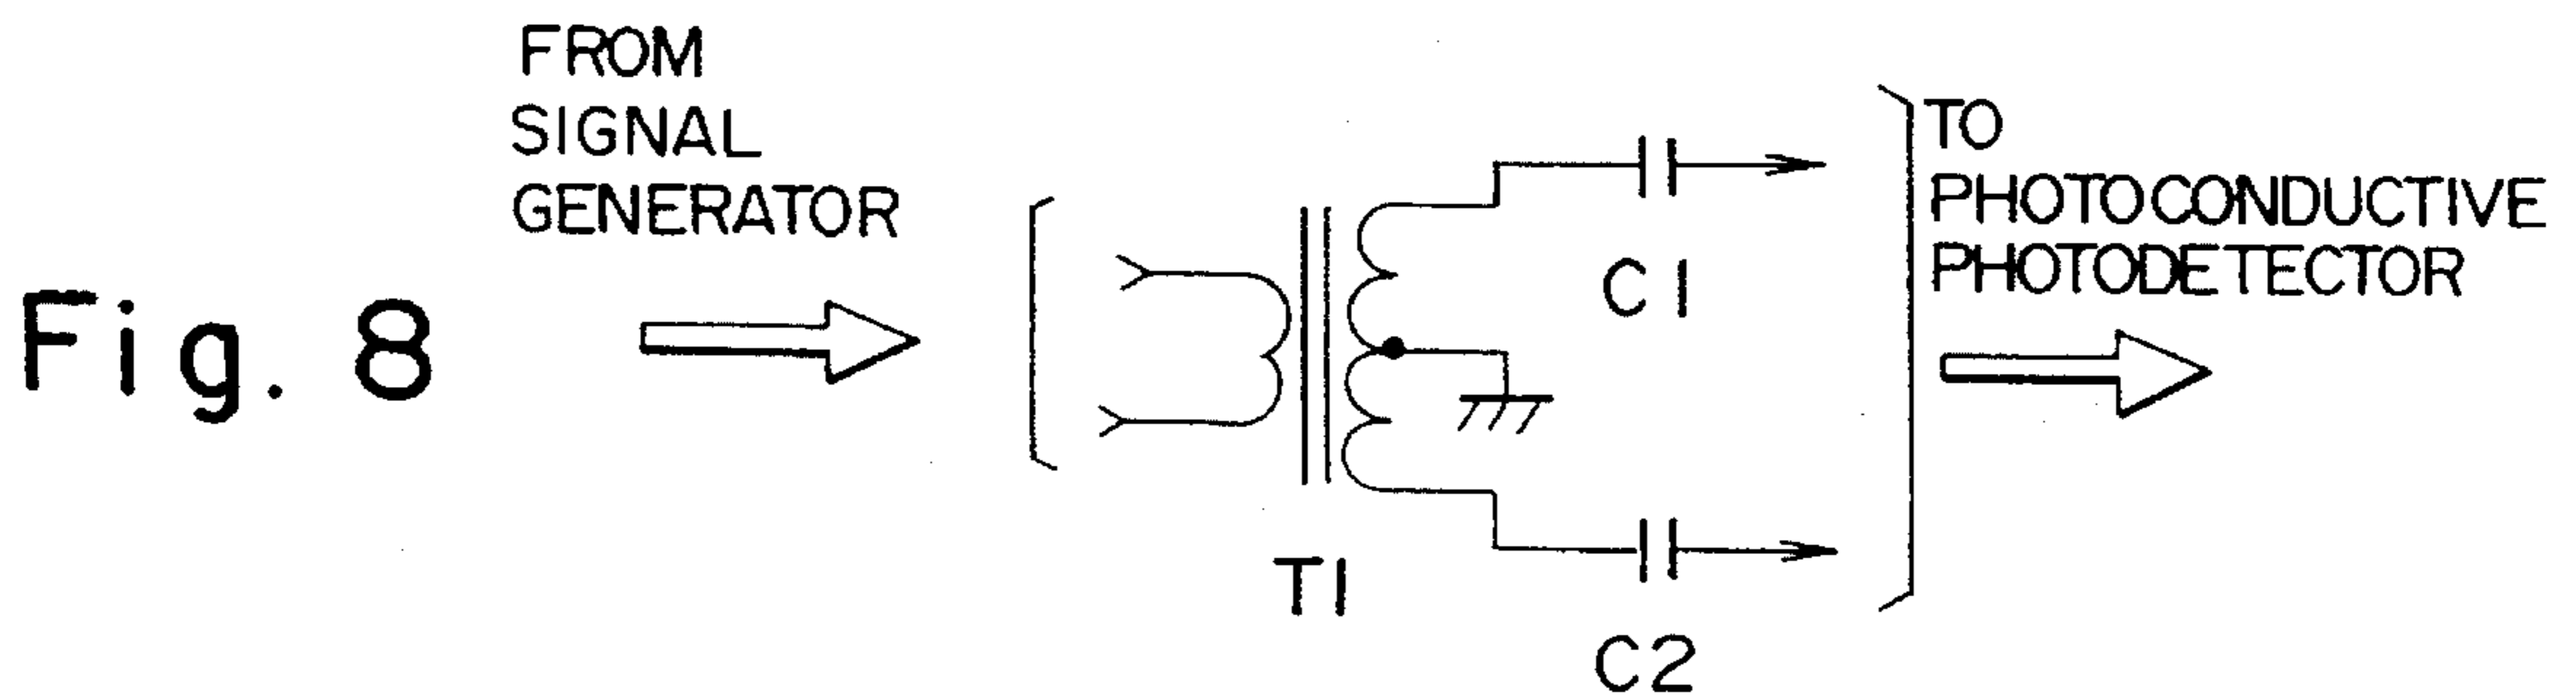 Fig. 8
FROM
SIGNAL
GENERATOR
T1
C1
C2
TO
PHOTOCONDUCTIVE
PHOTODETECTOR